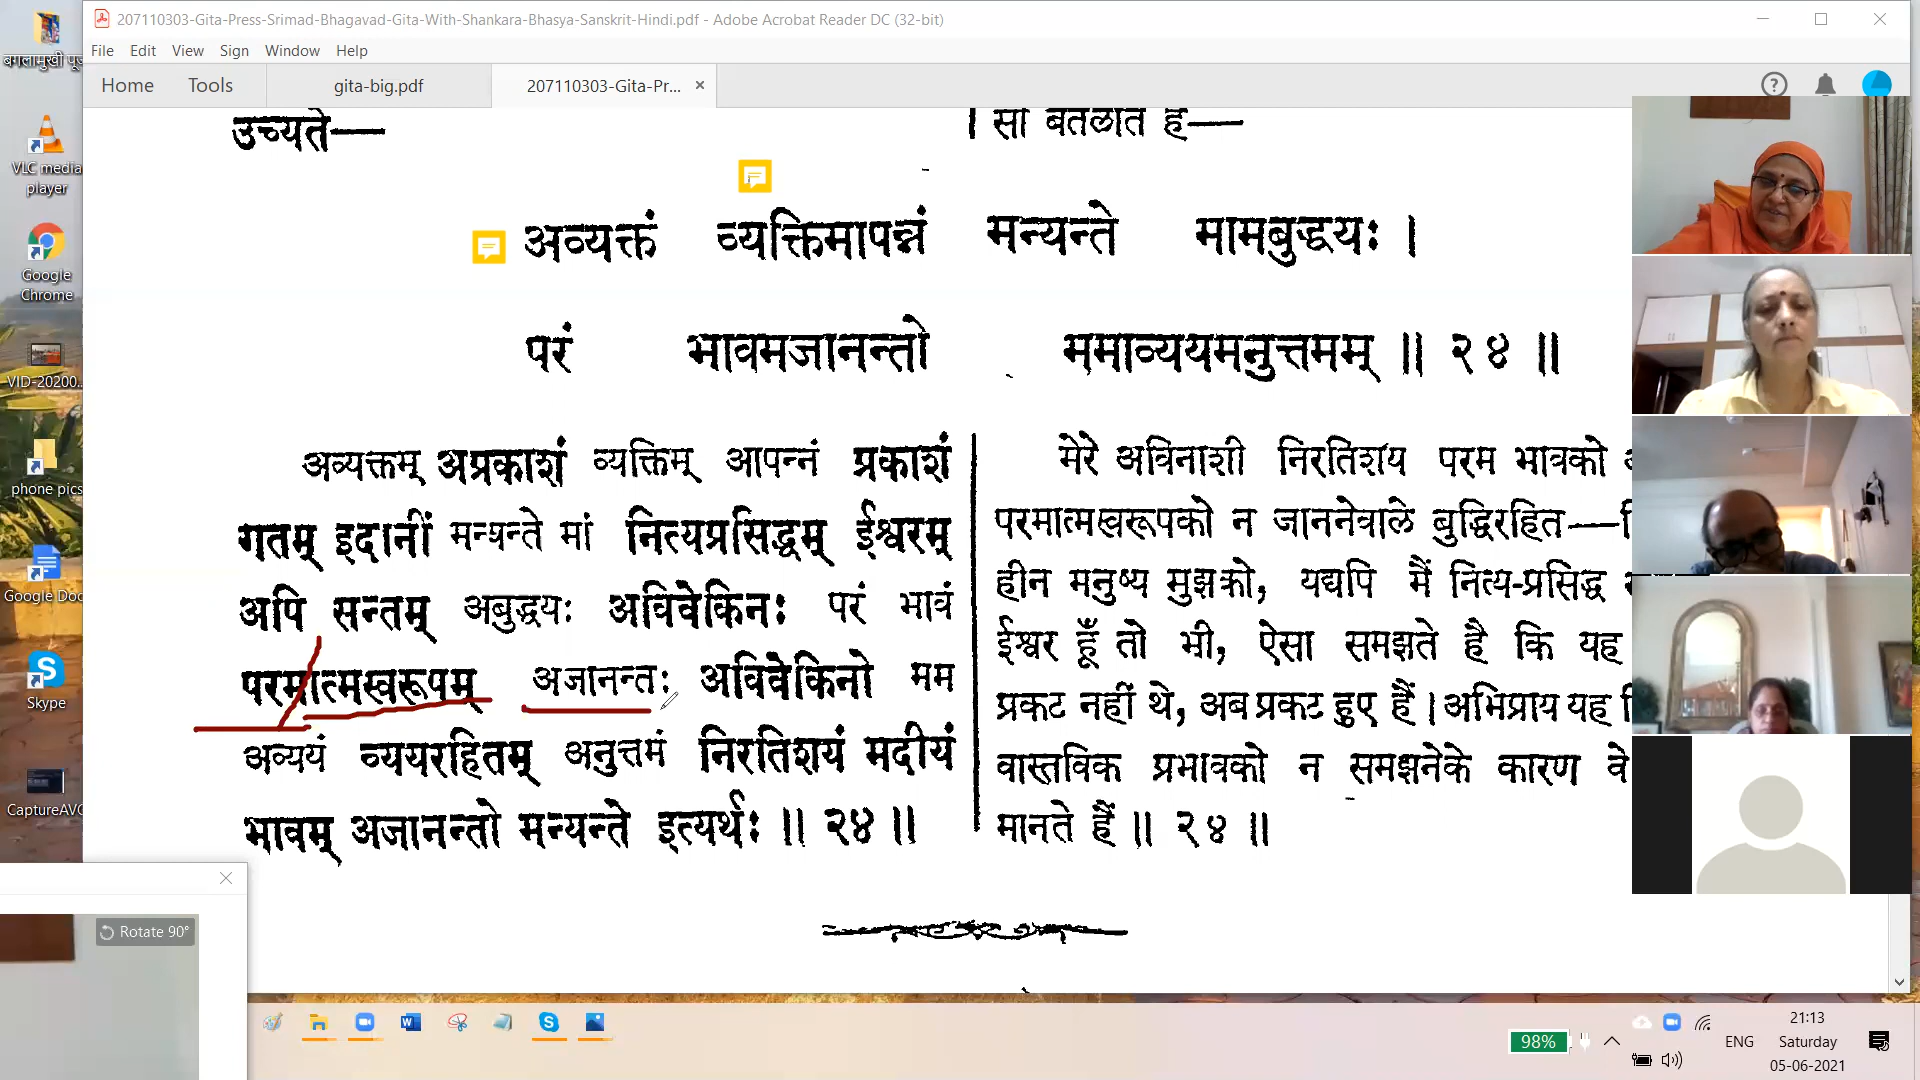 207110303-Gita-Press-Srimad-Bhagavad-Gita-With-Shankara-Bhasya-Sanskrit-Hindi.pdf - Adobe Acrobat Reader DC (32-bit)
File Edit View Sign Window Help
Home Tools gita-big.pdf 207110303-Gita-Pr...
उच्यते—
। सो बतलाते है—
अव्यक्तं व्यक्तिमापन्नं मन्यन्ते मामबुद्धयः ।
परं भावमजानन्तो ममाव्ययमनुत्तमम् ॥ २४ ॥
अव्यक्तम् अप्रकाशं व्यक्तिम् आपन्नं प्रकाशं
गतम् इदानीं मन्यन्ते मां नित्यप्रसिद्धम् ईश्वरम्
अपि सन्तम् अबुद्धयः अविवेकिनः परं भावं
परमात्मस्वरूपम् अजानन्तः अविवेकिनो मम
अव्ययं व्ययरहितम् अनुत्तमं निरतिशयं मदीयं
भावम् अजानन्तो मन्यन्ते इत्यर्थः ॥ २४ ॥
मेरे अविनाशी निरतिशय परम भावको
परमात्मस्वरूपको न जाननेवाले बुद्धिरहित—
हीन मनुष्य मुझको, यद्यपि मैं नित्य-प्रसिद्ध
ईश्वर हूँ तो भी, ऐसा समझते है कि यह
प्रकट नहीं थे, अब प्रकट हुए हैं । अभिप्राय यह
वास्तविक प्रभावको न समझनेके कारण वे
मानते हैं ॥ २४ ॥
बगलामुखी
VLC media
player
Google
Chrome
VID-20200...
phone pics
Google Doc
Skype
CaptureAVC
Rotate 90°
98%
ENG
21:13
Saturday
05-06-2021